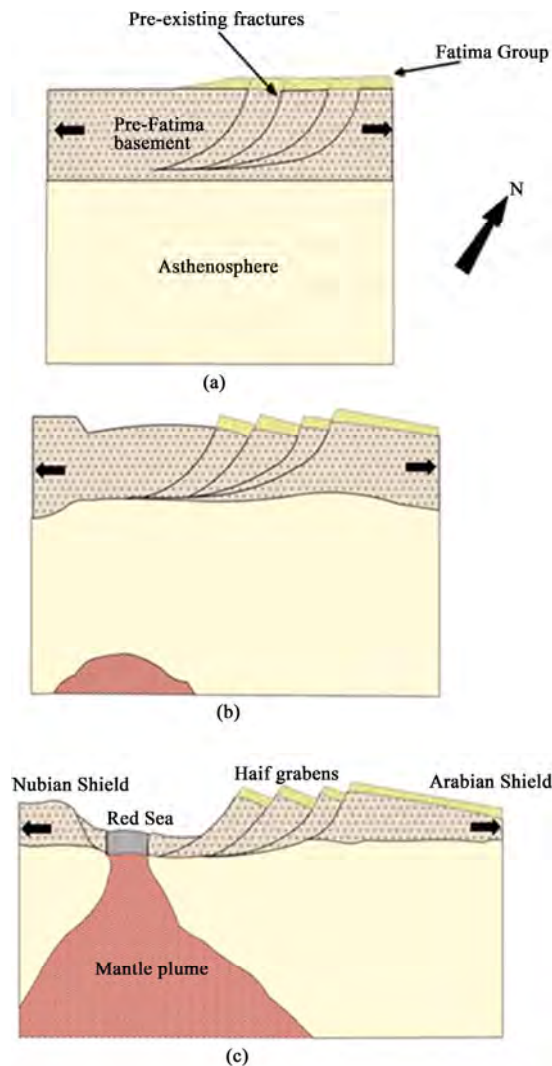 Pre-existing fractures
Fatima Group
Pre-Fatima
basement
N
Asthenosphere
(a)
(b)
Nubian Shield
Haif grabens
Arabian Shield
Red Sea
Mantle plume
(c)